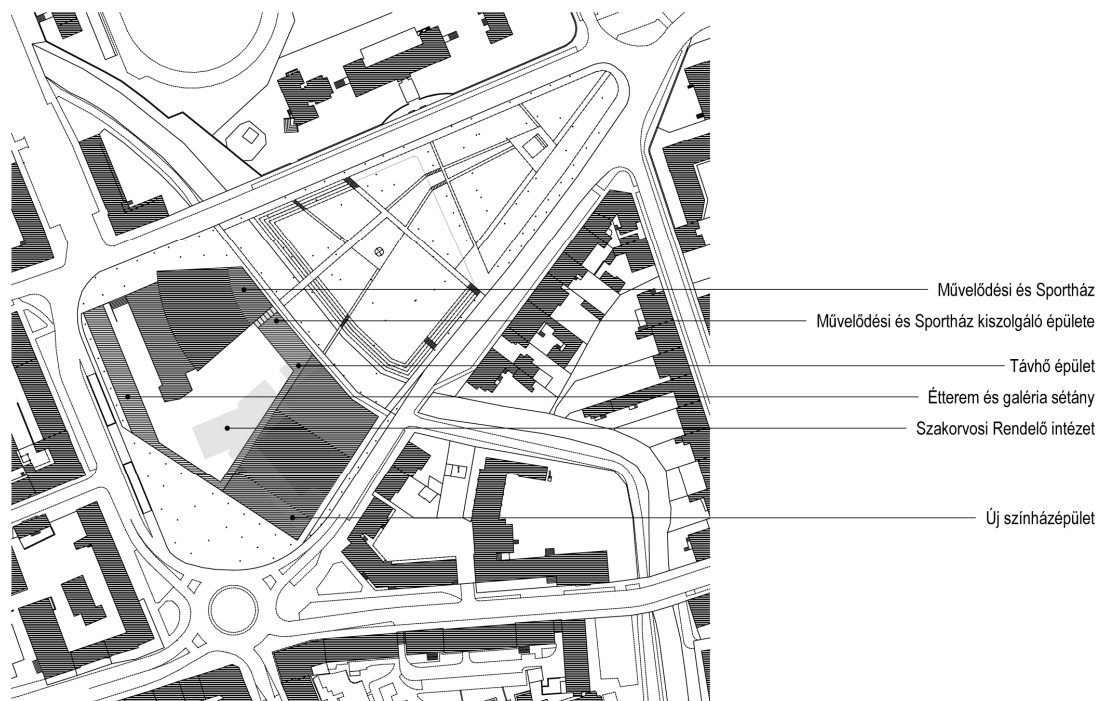 Művelődési és Sportház
Művelődési és Sportház kiszolgáló épülete
Távhő épület
Étterem és galéria sétány
Szakorvosi Rendelő intézet
Új színházépület